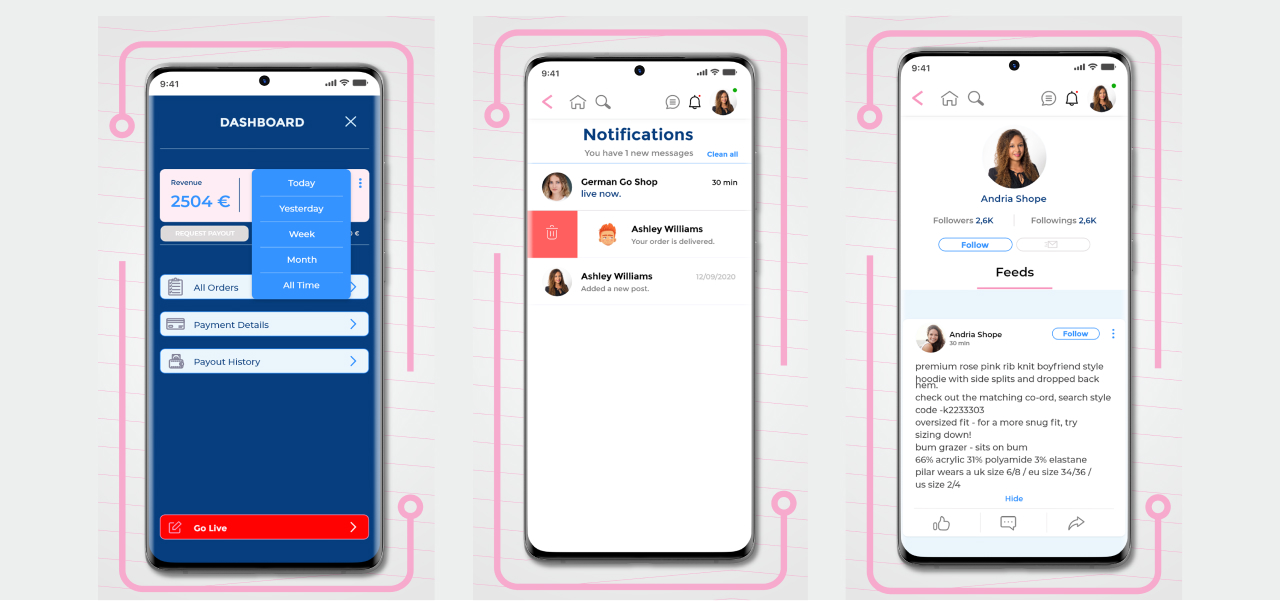 9:41
DASHBOARD
Revenue
2504 €
Today
Yesterday
Week
Month
All Time
REQUEST PAYOUT
€
All Orders
Payment Details
Payout History
Go Live
9:41
Notifications
You have 1 new messages
Clean all
German Go Shop
30 min
live now.
Ashley Williams
Your order is delivered.
Ashley Williams
12/09/2020
Added a new post.
9:41
Andria Shope
Followers 2,6K
Followings 2,6K
Follow
Feeds
Andria Shope
30 min
Follow
premium rose pink rib knit boyfriend style
hoodie with side splits and dropped back
hem.
check out the matching co-ord, search style
code -k2233303
oversized fit - for a more snug fit, try
sizing down!
bum grazer - sits on bum
66% acrylic 31% polyamide 3% elastane
pilar wears a uk size 6/8 / eu size 34/36 /
us size 2/4
Hide